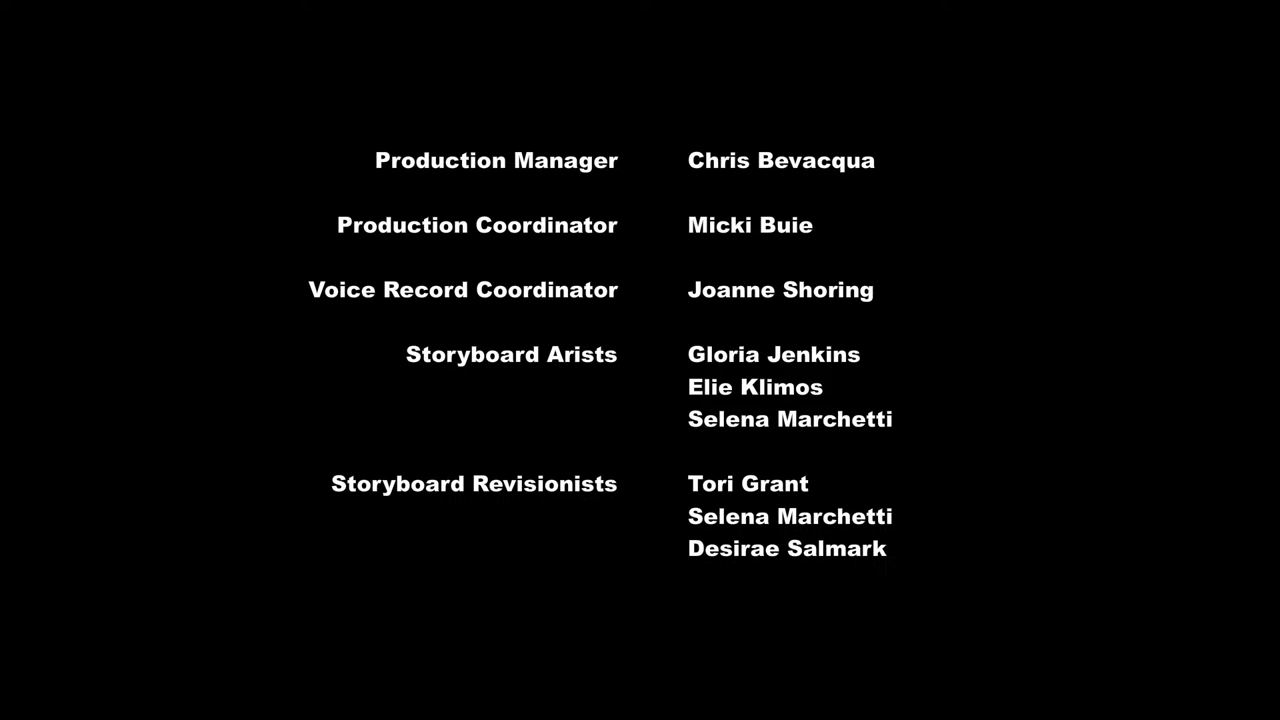 Production Manager Chris Bevacqua
Production Coordinator Micki Buie
Voice Record Coordinator Joanne Shoring
Storyboard Arists Gloria Jenkins
Elie Klimos
Selena Marchetti
Storyboard Revisionists Tori Grant
Selena Marchetti
Desirae Salmark